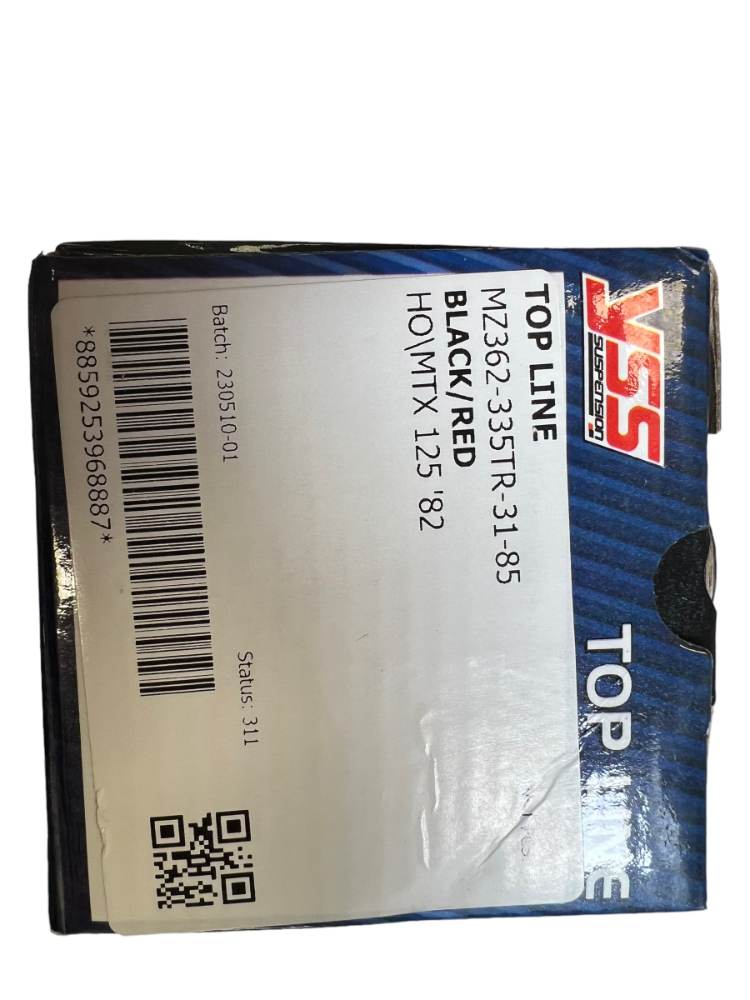 YSS
SUSPENSION
TOP LINE
TOP LINE
MZ362-335TR-31-85
BLACK/RED
HO\MTX 125 '82
Batch: 230510-01
Status: 311
*8859253968887*